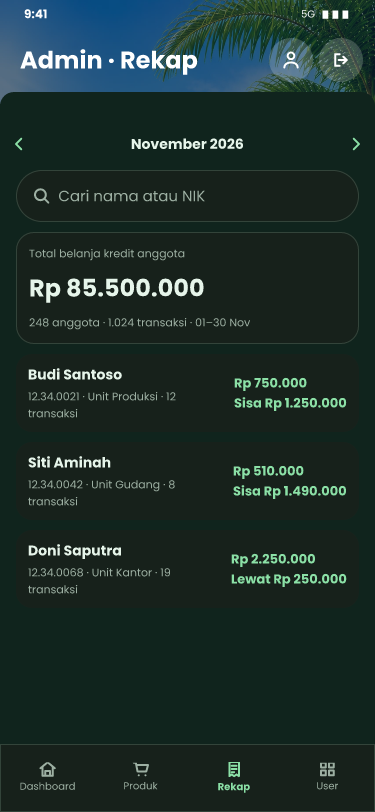 9:41
5G
Admin · Rekap
November 2026
Cari nama atau NIK
Total belanja kredit anggota
Rp 85.500.000
248 anggota · 1.024 transaksi · 01–30 Nov
Budi Santoso
12.34.0021 · Unit Produksi · 12
transaksi
Rp 750.000
Sisa Rp 1.250.000
Siti Aminah
12.34.0042 · Unit Gudang · 8
transaksi
Rp 510.000
Sisa Rp 1.490.000
Doni Saputra
12.34.0068 · Unit Kantor · 19
transaksi
Rp 2.250.000
Lewat Rp 250.000
Dashboard
Produk
Rekap
User